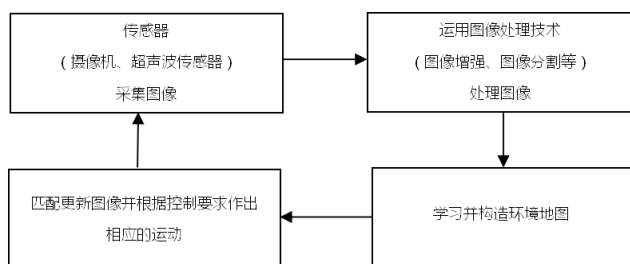 传感器
（摄像机、超声波传感器）
采集图像
运用图像处理技术
（图像增强、图像分割等）
处理图像
匹配更新图像并根据控制要求作出
相应的运动
学习并构造环境地图